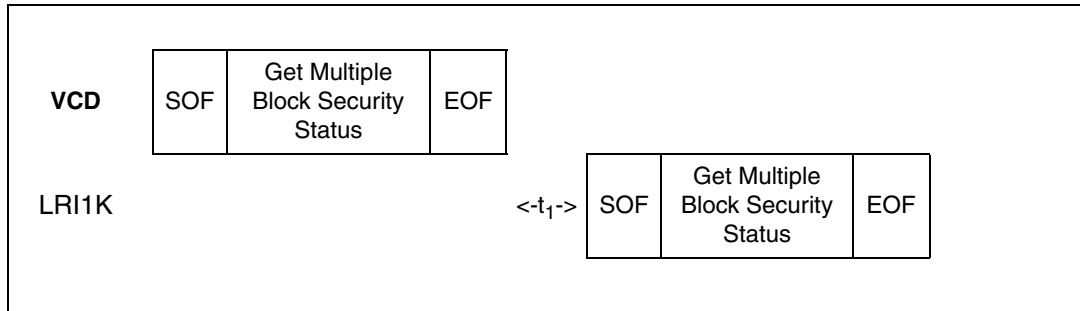 VCD
SOF
Get Multiple
Block Security
Status
EOF
LRI1K
<-t₁->
SOF
Get Multiple
Block Security
Status
EOF